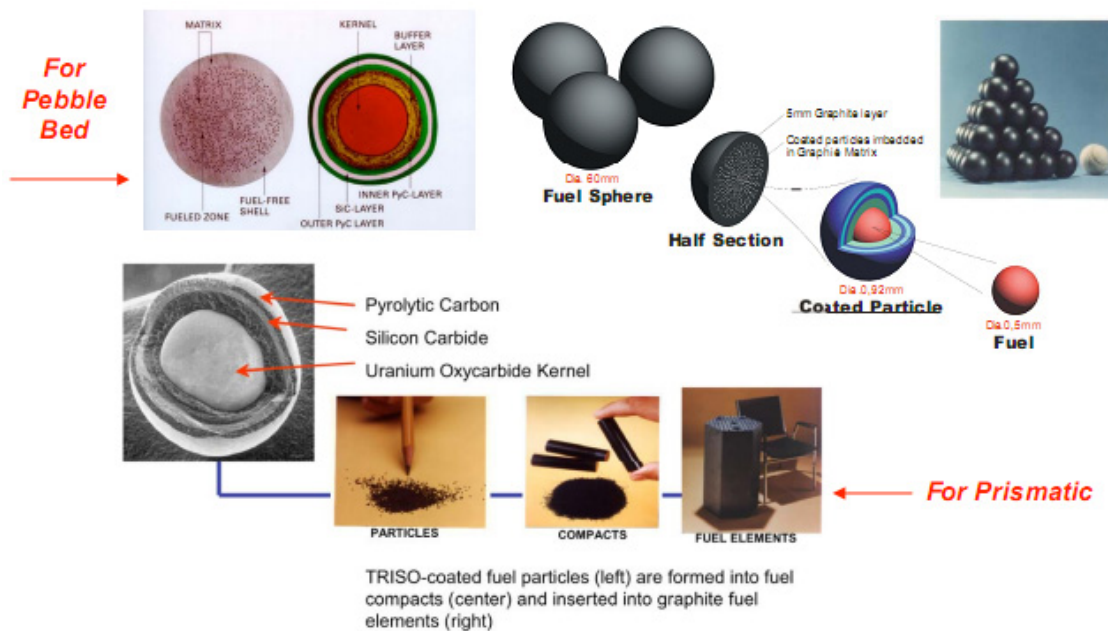 For
Pebble
Bed
MATRIX
KERNEL
BUFFER
LAYER
FUELED ZONE
FUEL-FREE
SHELL
INNER PyC-LAYER
SiC-LAYER
OUTER PyC LAYER
Dia. 60mm
Fuel Sphere
5mm Graphite layer
Coated particles imbedded
in Graphite Matrix
Half Section
Dia.0,92mm
Coated Particle
Dia.0,5mm
Fuel
Pyrolytic Carbon
Silicon Carbide
Uranium Oxycarbide Kernel
PARTICLES
COMPACTS
FUEL ELEMENTS
For Prismatic
TRISO-coated fuel particles (left) are formed into fuel
compacts (center) and inserted into graphite fuel
elements (right)